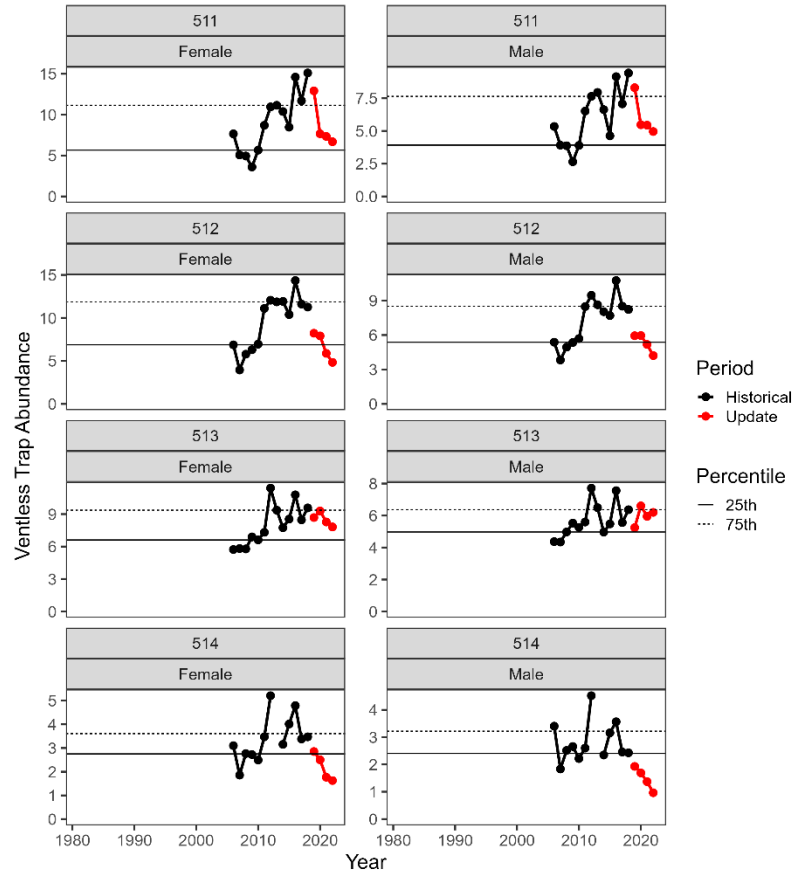 511
Female
15
10
5
0
511
Male
7.5
5.0
2.5
0.0
512
Female
15
10
5
0
512
Male
9
6
3
0
513
Female
9
6
3
0
513
Male
8
6
4
2
0
514
Female
5
4
3
2
1
0
514
Male
4
3
2
1
0
1980 1990 2000 2010 2020
1980 1990 2000 2010 2020
Year
Ventless Trap Abundance
Period
Historical
Update
Percentile
25th
75th